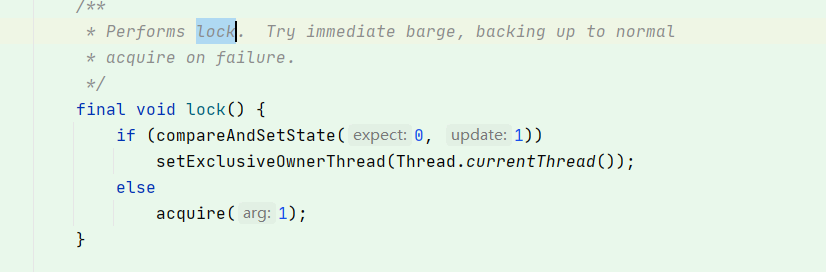 /**
 * Performs lock.  Try immediate barge, backing up to normal
 * acquire on failure.
 */
final void lock() {
    if (compareAndSetState( expect: 0, update: 1))
        setExclusiveOwnerThread(Thread.currentThread());
    else
        acquire( arg: 1);
}